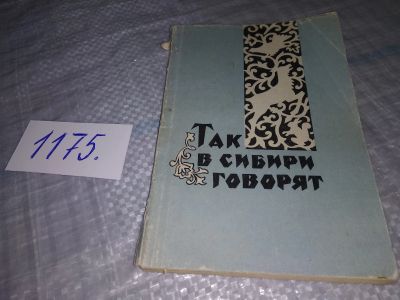 1175.
Так
в сибири
говорят